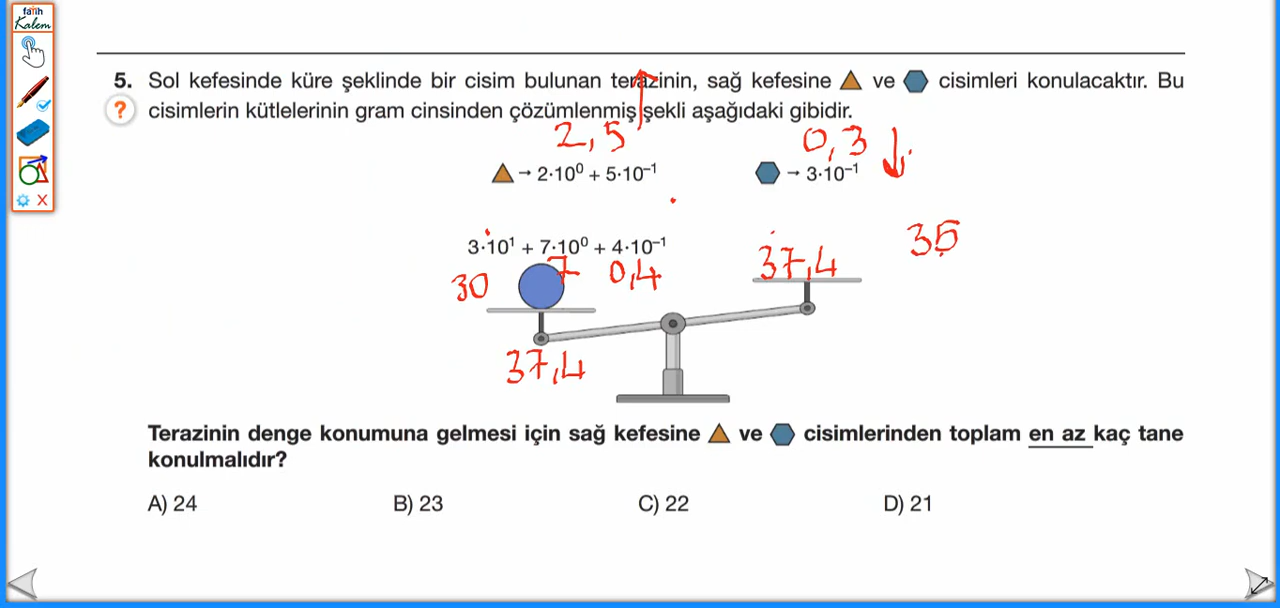 fatih
Kalem
5. Sol kefesinde küre şeklinde bir cisim bulunan terazinin, sağ kefesine ve cisimleri konulacaktır. Bu
? cisimlerin kütlelerinin gram cinsinden çözümlenmiş şekli aşağıdaki gibidir.
2,5 0,3
→ 2·10⁰ + 5·10⁻¹ → 3·10⁻¹
3·10¹ + 7·10⁰ + 4·10⁻¹ 35
30 7 0,4 37,4
37,4
Terazinin denge konumuna gelmesi için sağ kefesine ve cisimlerinden toplam en az kaç tane
konulmalıdır?
A) 24 B) 23 C) 22 D) 21